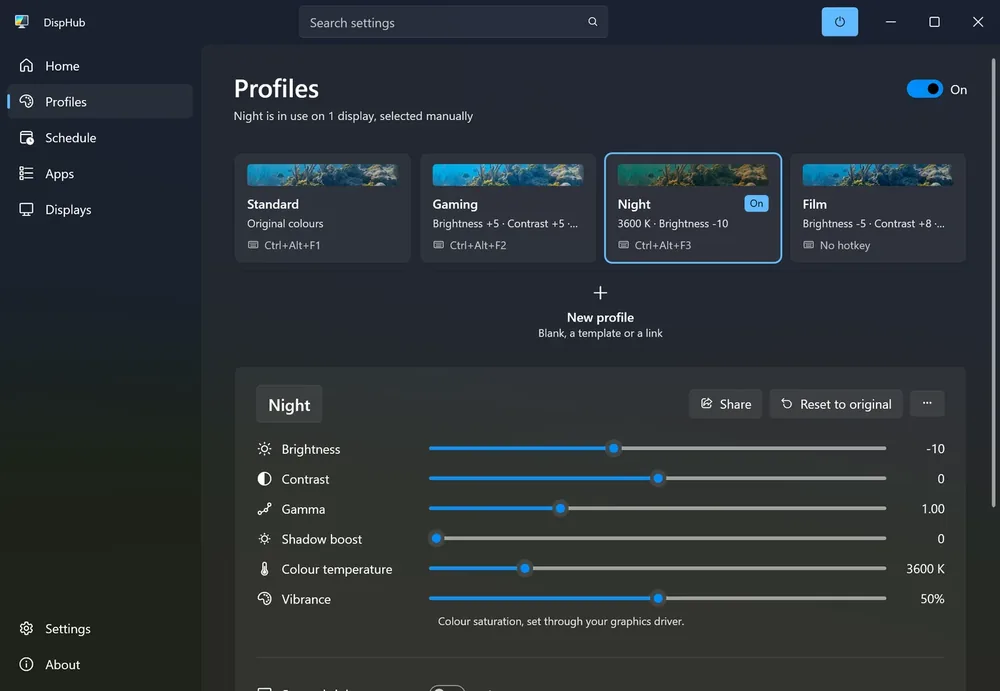 DispHub
Search settings
Home
Profiles
Schedule
Apps
Displays
Settings
About
Profiles
On
Night is in use on 1 display, selected manually
Standard
Original colours
Ctrl+Alt+F1
Gaming
Brightness +5 · Contrast +5 ·...
Ctrl+Alt+F2
Night
On
3600 K · Brightness -10
Ctrl+Alt+F3
Film
Brightness -5 · Contrast +8 ·...
No hotkey
New profile
Blank, a template or a link
Night
Share
Reset to original
...
Brightness -10
Contrast 0
Gamma 1.00
Shadow boost 0
Colour temperature 3600 K
Vibrance 50%
Colour saturation, set through your graphics driver.